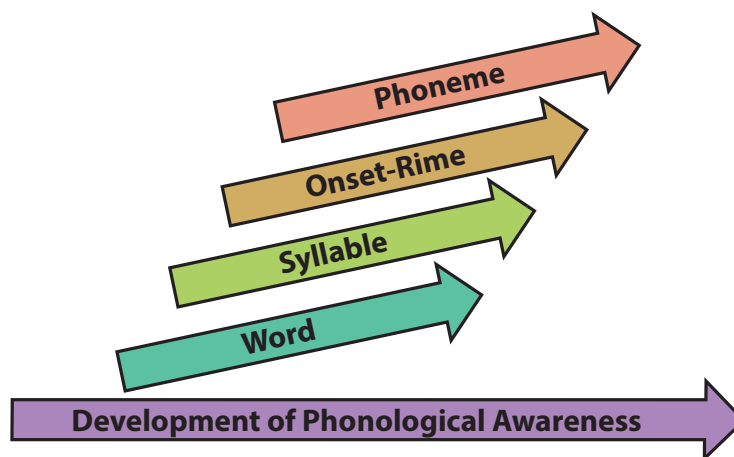 Phoneme
Onset-Rime
Syllable
Word
Development of Phonological Awareness